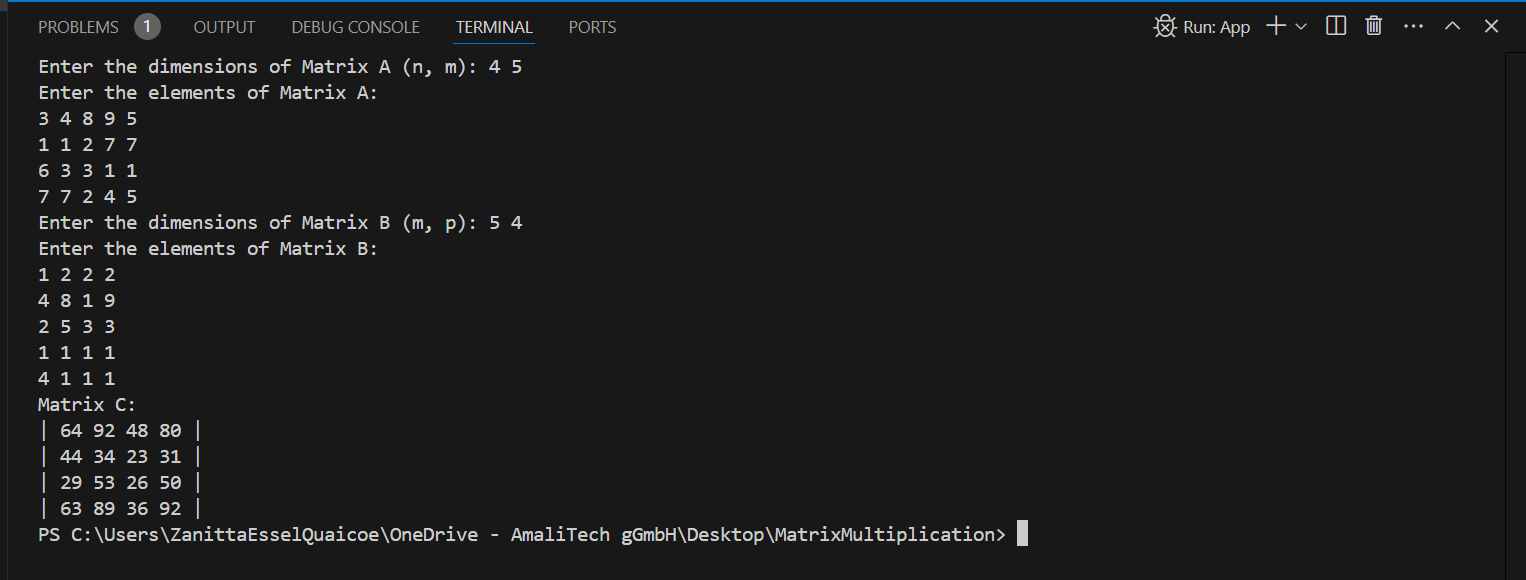 PROBLEMS 1 OUTPUT DEBUG CONSOLE TERMINAL PORTS Run: App
Enter the dimensions of Matrix A (n, m): 4 5
Enter the elements of Matrix A:
3 4 8 9 5
1 1 2 7 7
6 3 3 1 1
7 7 2 4 5
Enter the dimensions of Matrix B (m, p): 5 4
Enter the elements of Matrix B:
1 2 2 2
4 8 1 9
2 5 3 3
1 1 1 1
4 1 1 1
Matrix C:
| 64 92 48 80 |
| 44 34 23 31 |
| 29 53 26 50 |
| 63 89 36 92 |
PS C:\Users\ZanittaEsselQuaicoe\OneDrive - AmaliTech gGmbH\Desktop\MatrixMultiplication>